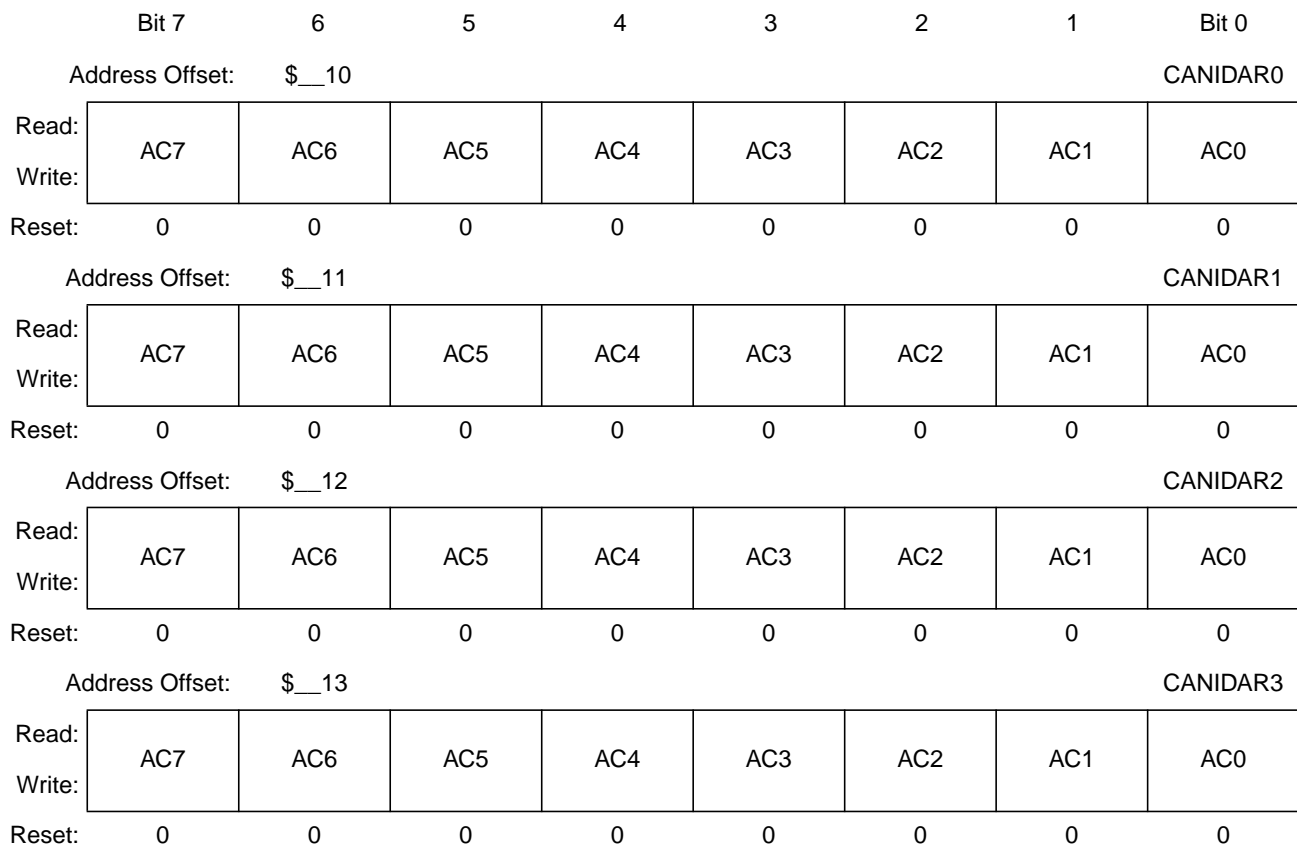 Bit 7 6 5 4 3 2 1 Bit 0
Address Offset: $__10 CANIDAR0
Read:
AC7 AC6 AC5 AC4 AC3 AC2 AC1 AC0
Write:
Reset: 0 0 0 0 0 0 0 0
Address Offset: $__11 CANIDAR1
Read:
AC7 AC6 AC5 AC4 AC3 AC2 AC1 AC0
Write:
Reset: 0 0 0 0 0 0 0 0
Address Offset: $__12 CANIDAR2
Read:
AC7 AC6 AC5 AC4 AC3 AC2 AC1 AC0
Write:
Reset: 0 0 0 0 0 0 0 0
Address Offset: $__13 CANIDAR3
Read:
AC7 AC6 AC5 AC4 AC3 AC2 AC1 AC0
Write:
Reset: 0 0 0 0 0 0 0 0